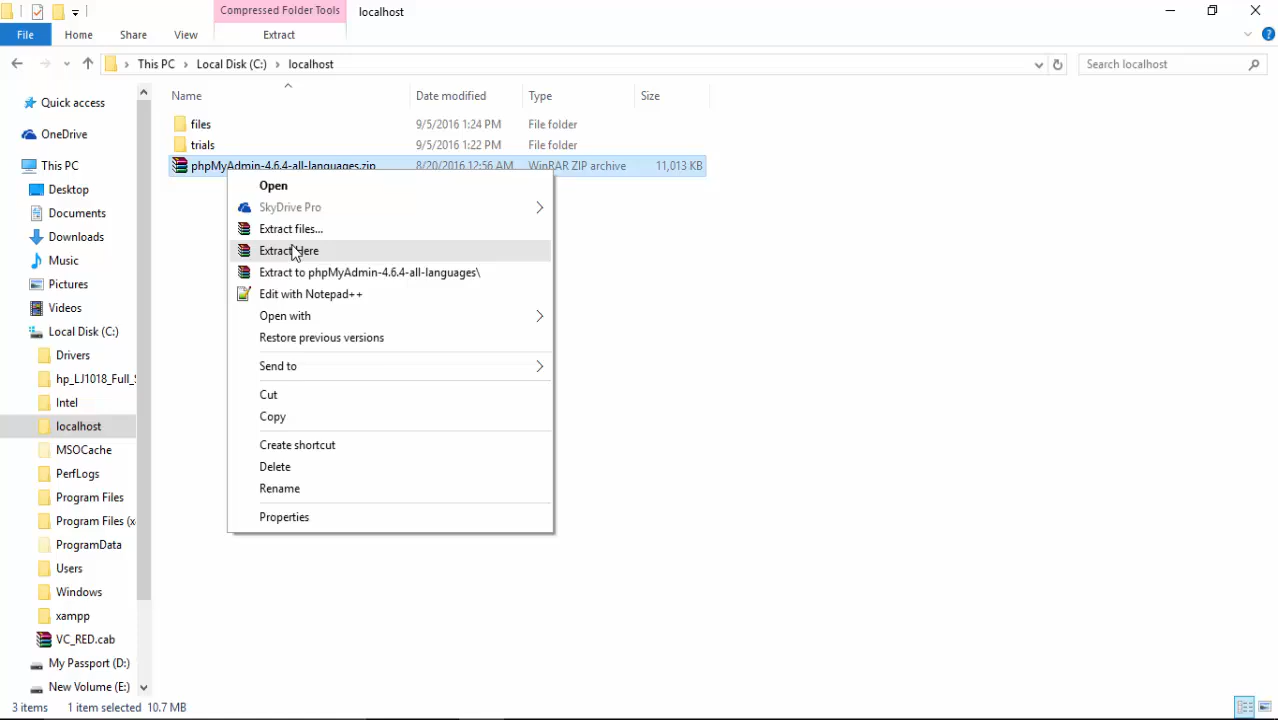 Compressed Folder Tools
localhost
File
Home
Share
View
Extract
This PC
Local Disk (C:)
localhost
Search localhost
Name
Date modified
Type
Size
files
9/5/2016 1:24 PM
File folder
trials
9/5/2016 1:22 PM
File folder
phpMyAdmin-4.6.4-all-languages.zip
8/20/2016 12:56 AM
WinRAR ZIP archive
11,013 KB
Open
SkyDrive Pro
Extract files...
Extract Here
Extract to phpMyAdmin-4.6.4-all-languages\
Edit with Notepad++
Open with
Restore previous versions
Send to
Cut
Copy
Create shortcut
Delete
Rename
Properties
Quick access
OneDrive
This PC
Desktop
Documents
Downloads
Music
Pictures
Videos
Local Disk (C:)
Drivers
hp_LJ1018_Full_S
Intel
localhost
MSOCache
PerfLogs
Program Files
Program Files (x
ProgramData
Users
Windows
xampp
VC_RED.cab
My Passport (D:)
New Volume (E:)
3 items
1 item selected 10.7 MB